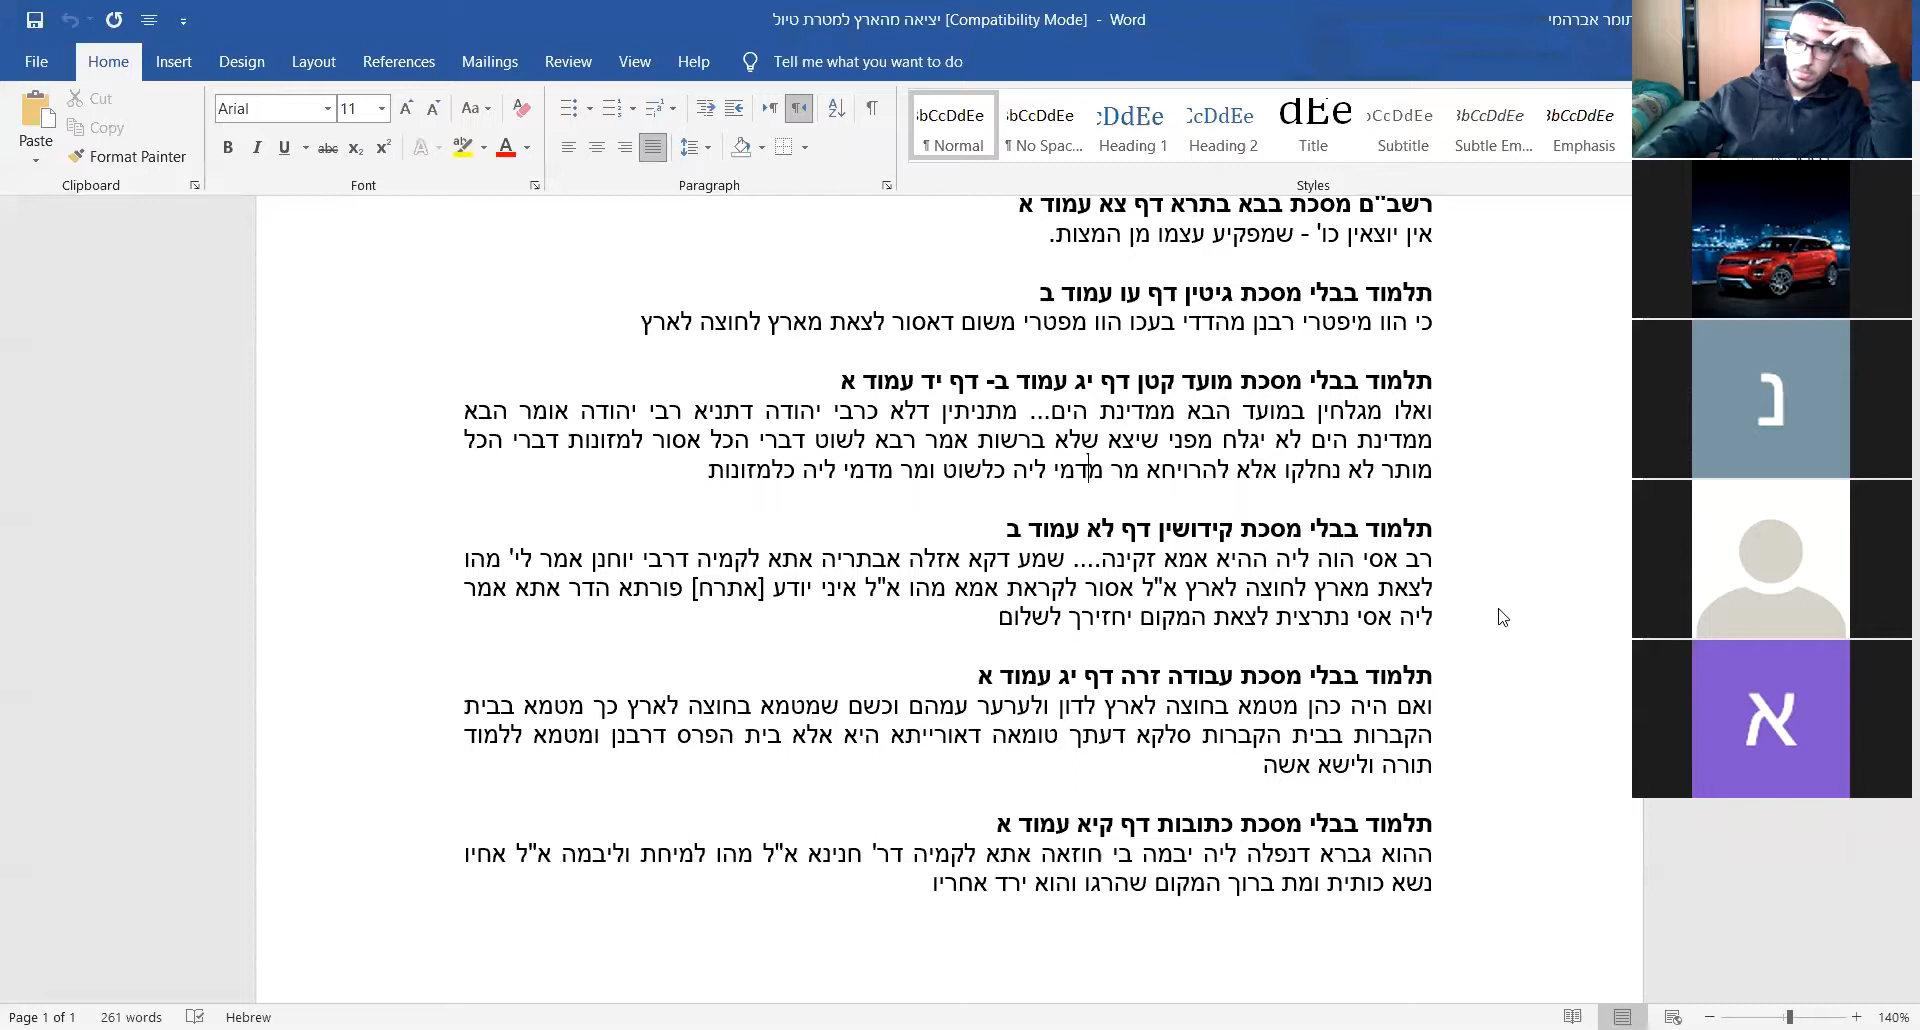 יציאה מהארץ למטרת טיול [Compatibility Mode] - Word
תומר אברהמי
File Home Insert Design Layout References Mailings Review View Help Tell me what you want to do
Paste
Cut
Copy
Format Painter
Clipboard
Arial 11
Font
Paragraph
¶ Normal
¶ No Spac...
Heading 1
Heading 2
Title
Subtitle
Subtle Em...
Emphasis
Styles
רשב"ם מסכת בבא בתרא דף צא עמוד א
אין יוצאין כו' - שמפקיע עצמו מן המצות.
תלמוד בבלי מסכת גיטין דף עו עמוד ב
כי הוו מיפטרי רבנן מהדדי בעכו הוו מפטרי משום דאסור לצאת מארץ לחוצה לארץ
תלמוד בבלי מסכת מועד קטן דף יג עמוד ב- דף יד עמוד א
ואלו מגלחין במועד הבא ממדינת הים... מתניתין דלא כרבי יהודה דתניא רבי יהודה אומר הבא
ממדינת הים לא יגלח מפני שיצא שלא ברשות אמר רבא לשוט דברי הכל אסור למזונות דברי הכל
מותר לא נחלקו אלא להרויחא מר מדמי ליה כלשוט ומר מדמי ליה כלמזונות
תלמוד בבלי מסכת קידושין דף לא עמוד ב
רב אסי הוה ליה ההיא אמא זקינה.... שמע דקא אזלה אבתריה אתא לקמיה דרבי יוחנן אמר לי' מהו
לצאת מארץ לחוצה לארץ א"ל אסור לקראת אמא מהו א"ל איני יודע [אתרח] פורתא הדר אתא אמר
ליה אסי נתרצית לצאת המקום יחזירך לשלום
תלמוד בבלי מסכת עבודה זרה דף יג עמוד א
ואם היה כהן מטמא בחוצה לארץ לדון ולערער עמהם וכשם שמטמא בחוצה לארץ כך מטמא בבית
הקברות בבית הקברות סלקא דעתך טומאה דאורייתא היא אלא בית הפרס דרבנן ומטמא ללמוד
תורה ולישא אשה
תלמוד בבלי מסכת כתובות דף קיא עמוד א
ההוא גברא דנפלה ליה יבמה בי חוזאה אתא לקמיה דר' חנינא א"ל מהו למיחת וליבמה א"ל אחיו
נשא כותית ומת ברוך המקום שהרגו והוא ירד אחריו
נ
א
Page 1 of 1 261 words Hebrew 140%